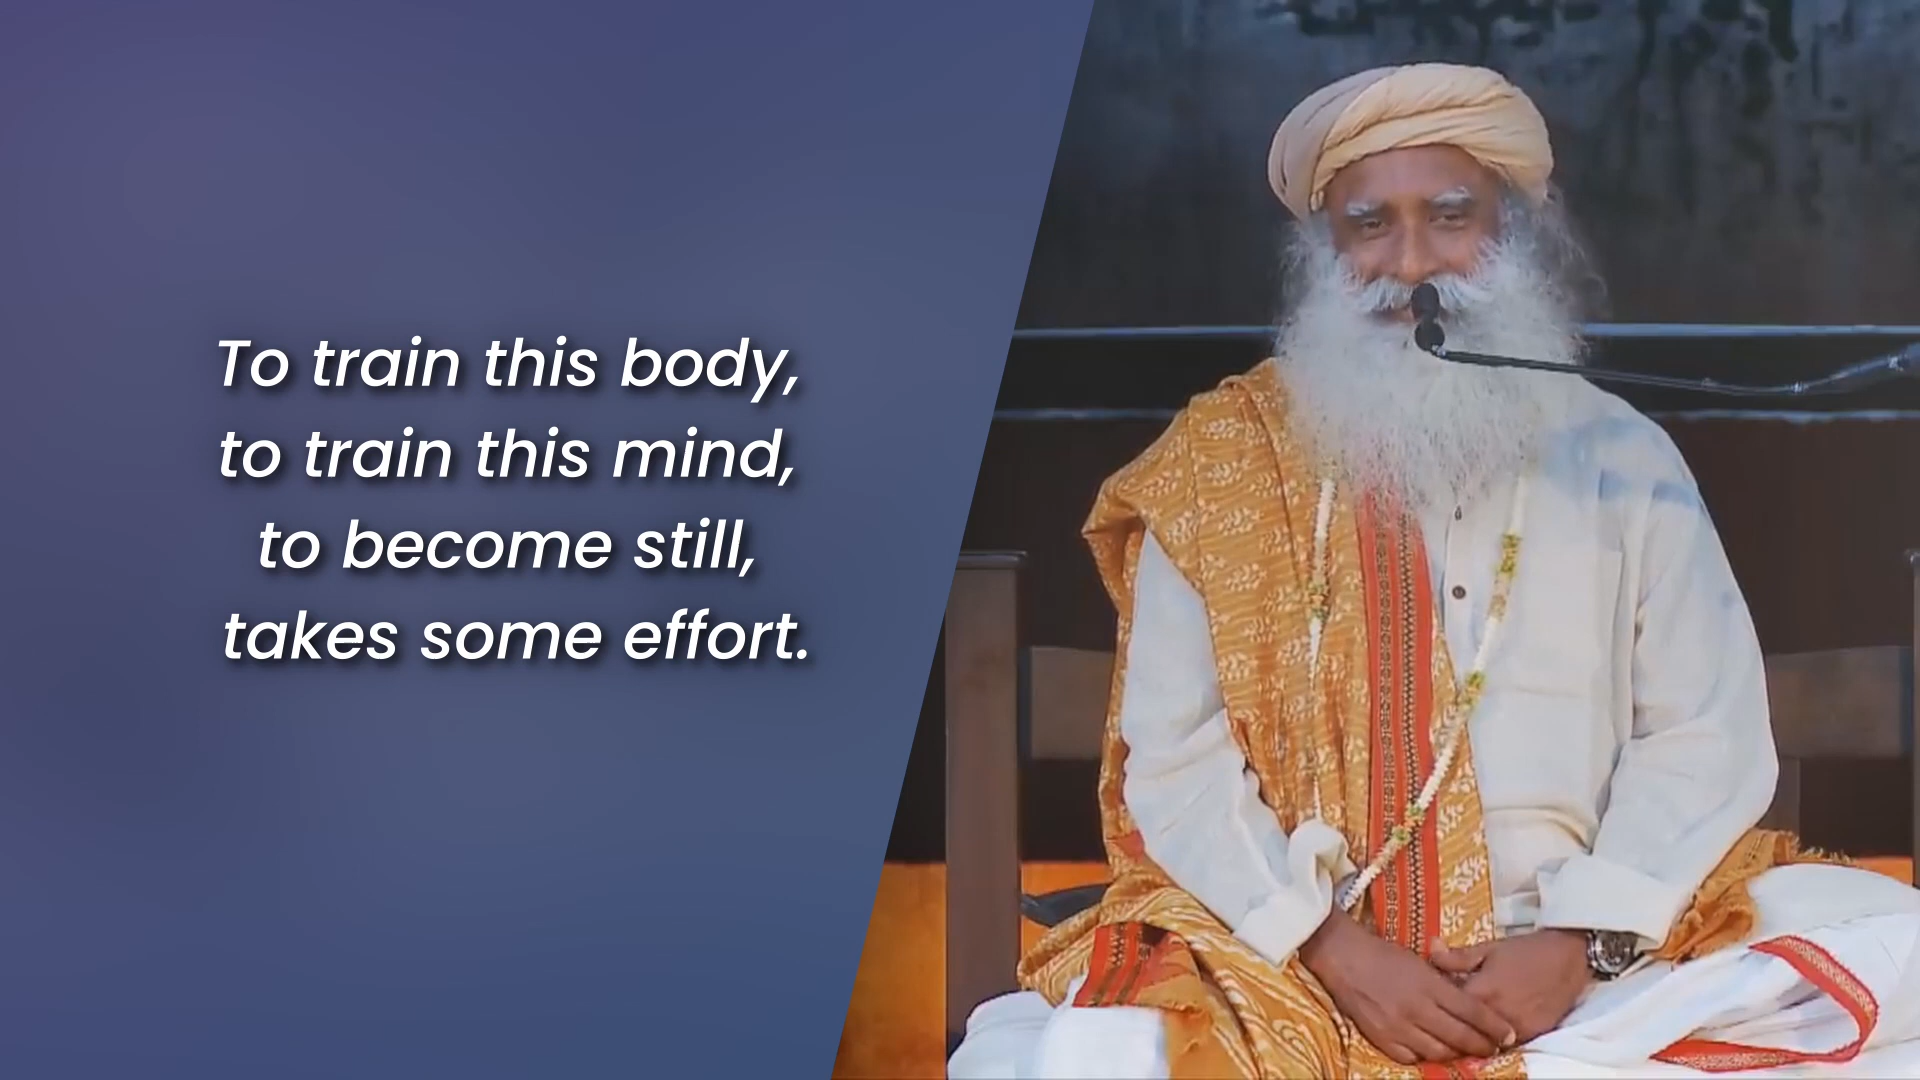 To train this body,
to train this mind,
to become still,
takes some effort.